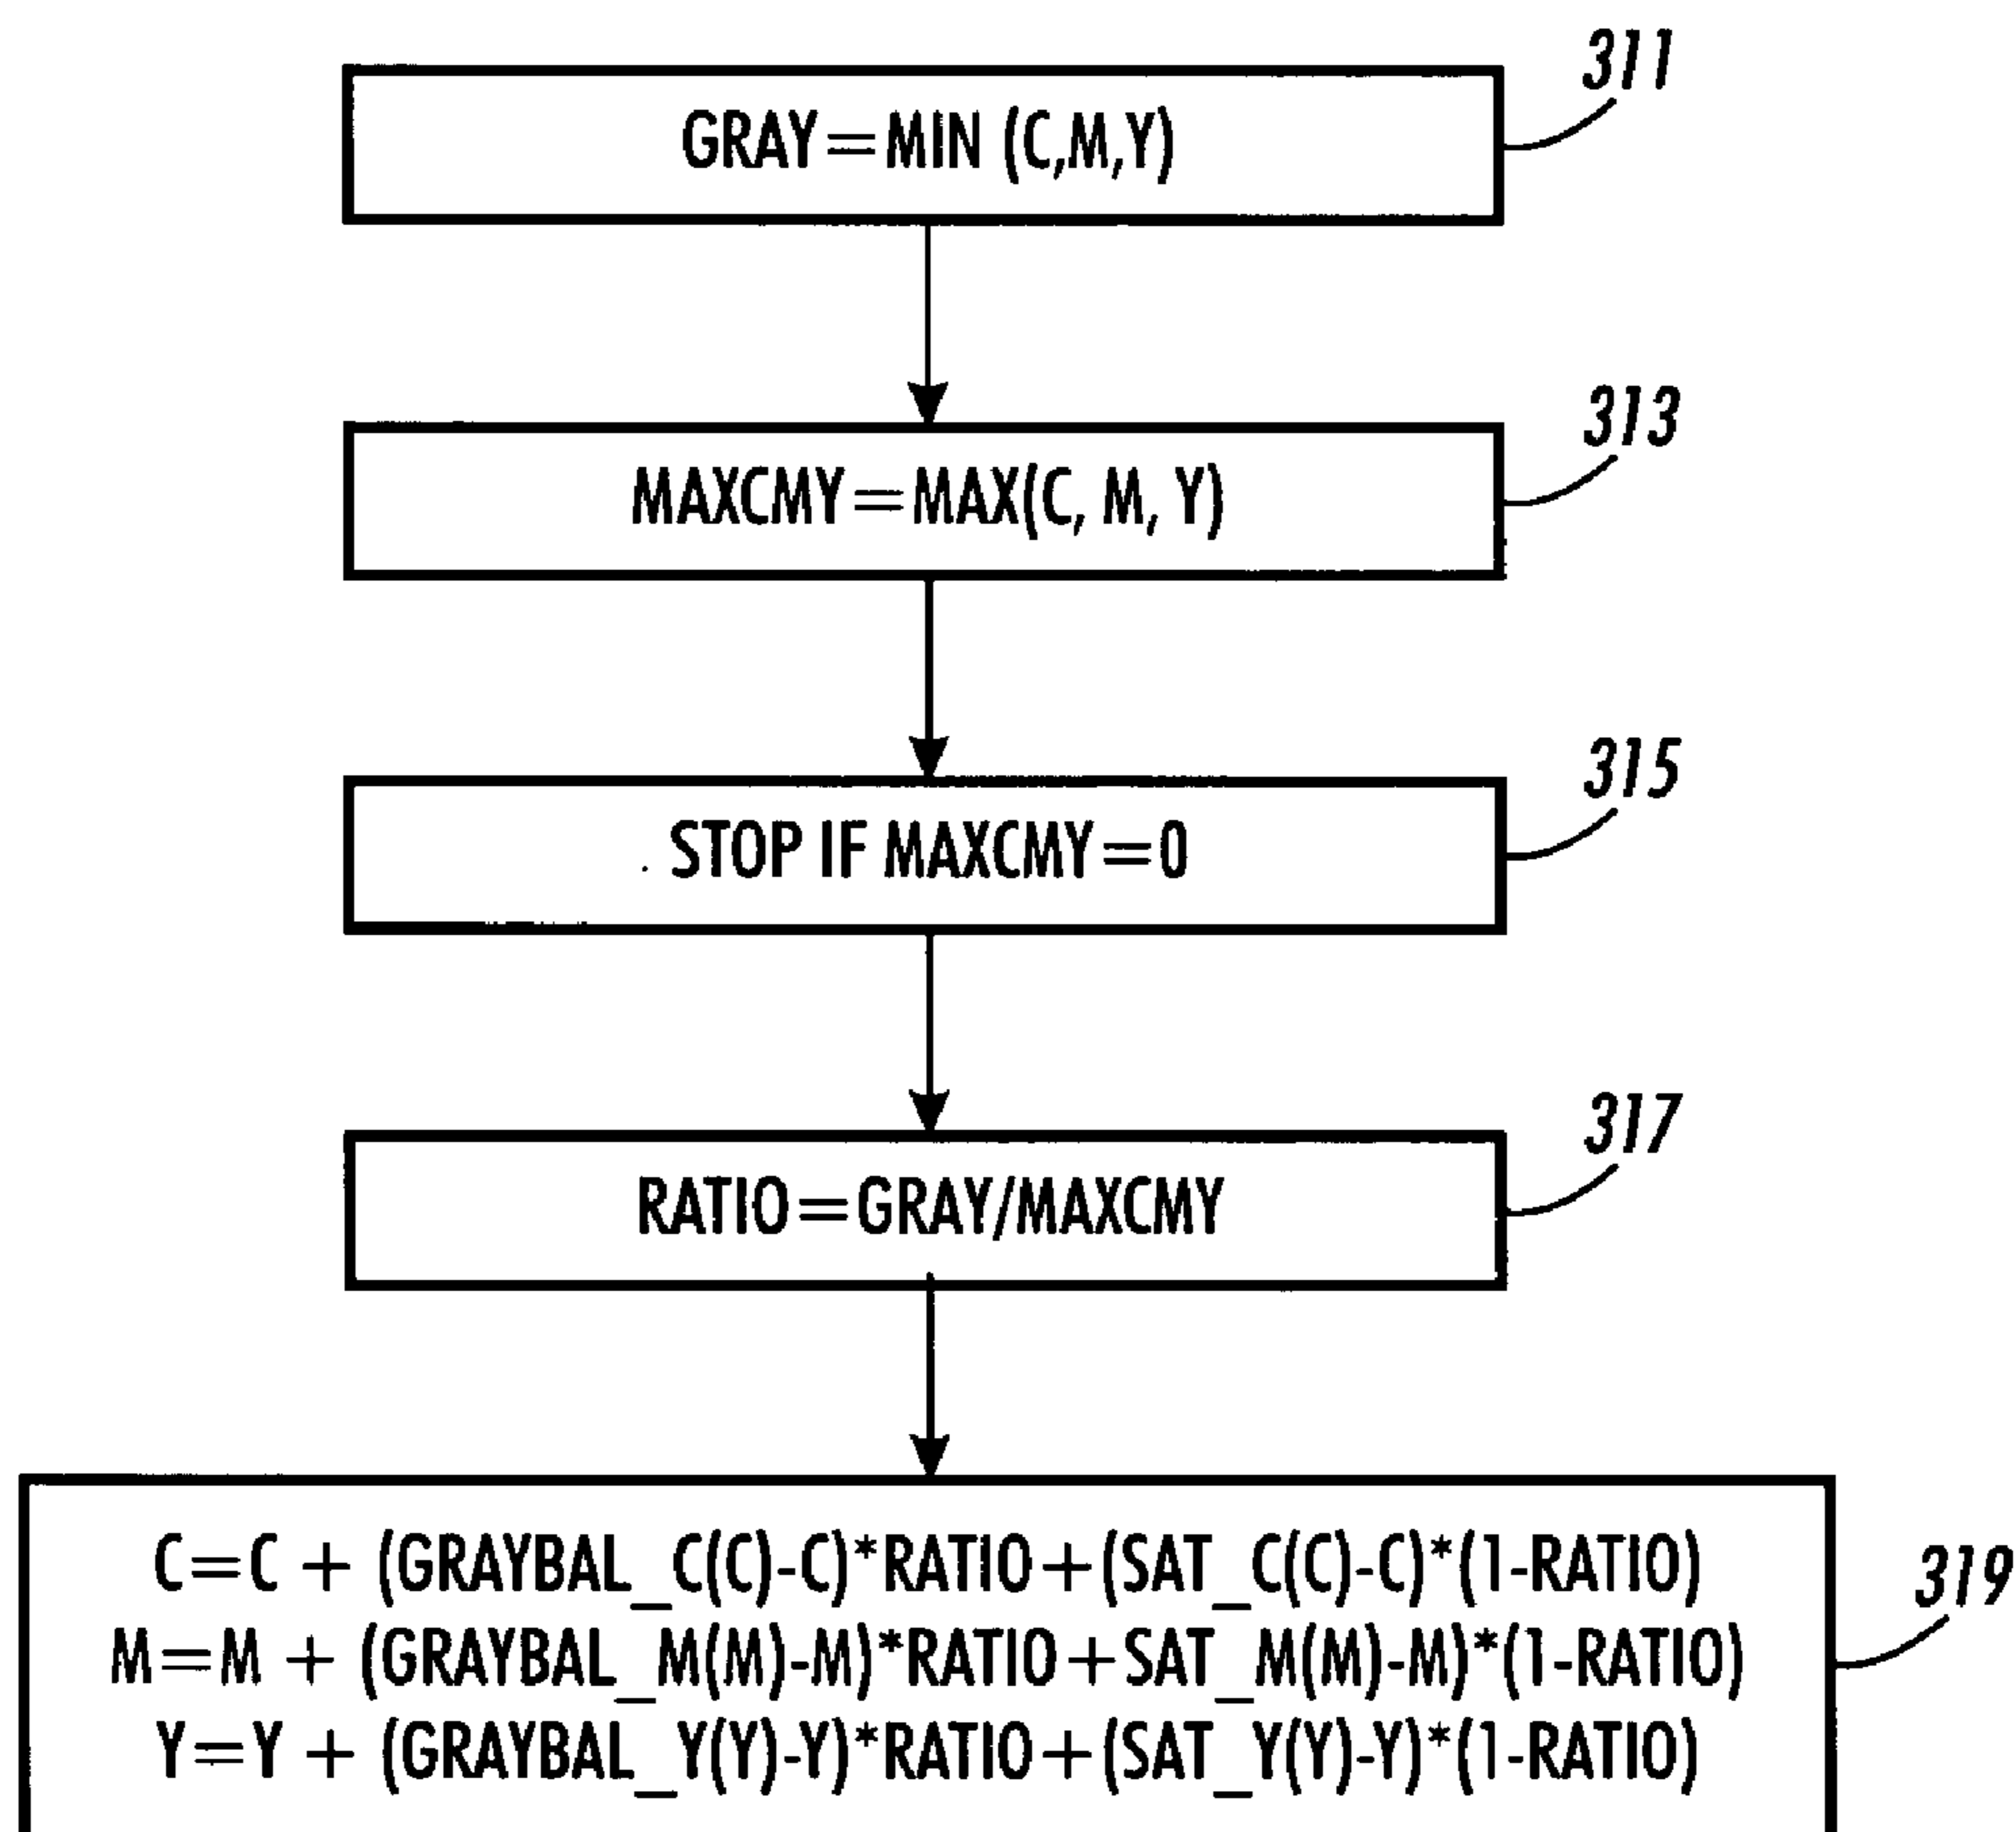 311
GRAY=MIN (C,M,Y)
313
MAXCMY=MAX(C, M, Y)
315
STOP IF MAXCMY=0
317
RATIO=GRAY/MAXCMY
319
C=C + (GRAYBAL_C(C)-C)*RATIO+(SAT_C(C)-C)*(1-RATIO)
M=M + (GRAYBAL_M(M)-M)*RATIO+SAT_M(M)-M)*(1-RATIO)
Y=Y + (GRAYBAL_Y(Y)-Y)*RATIO+(SAT_Y(Y)-Y)*(1-RATIO)